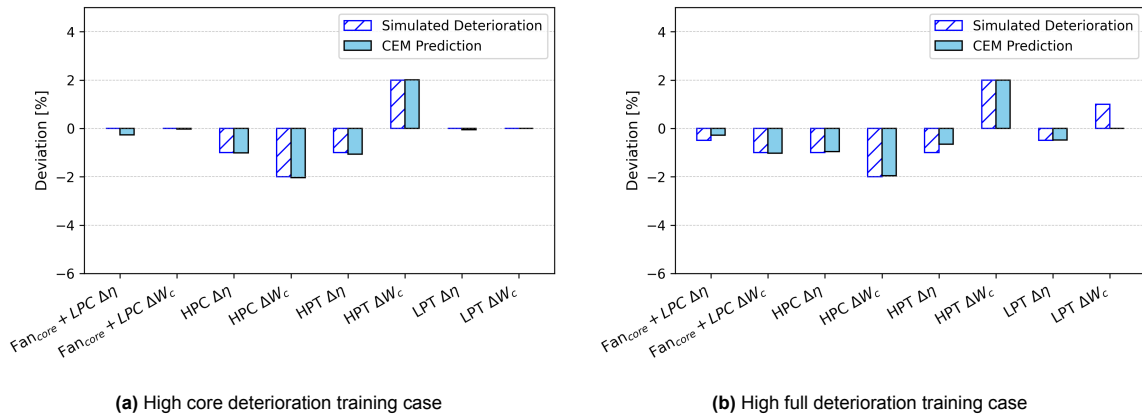 Simulated Deterioration
CEM Prediction
Deviation [%]
4
2
0
−2
−4
−6
Fan_core + LPC Δη
Fan_core + LPC ΔW_c
HPC Δη
HPC ΔW_c
HPT Δη
HPT ΔW_c
LPT Δη
LPT ΔW_c
(a) High core deterioration training case
Simulated Deterioration
CEM Prediction
Deviation [%]
4
2
0
−2
−4
−6
Fan_core + LPC Δη
Fan_core + LPC ΔW_c
HPC Δη
HPC ΔW_c
HPT Δη
HPT ΔW_c
LPT Δη
LPT ΔW_c
(b) High full deterioration training case